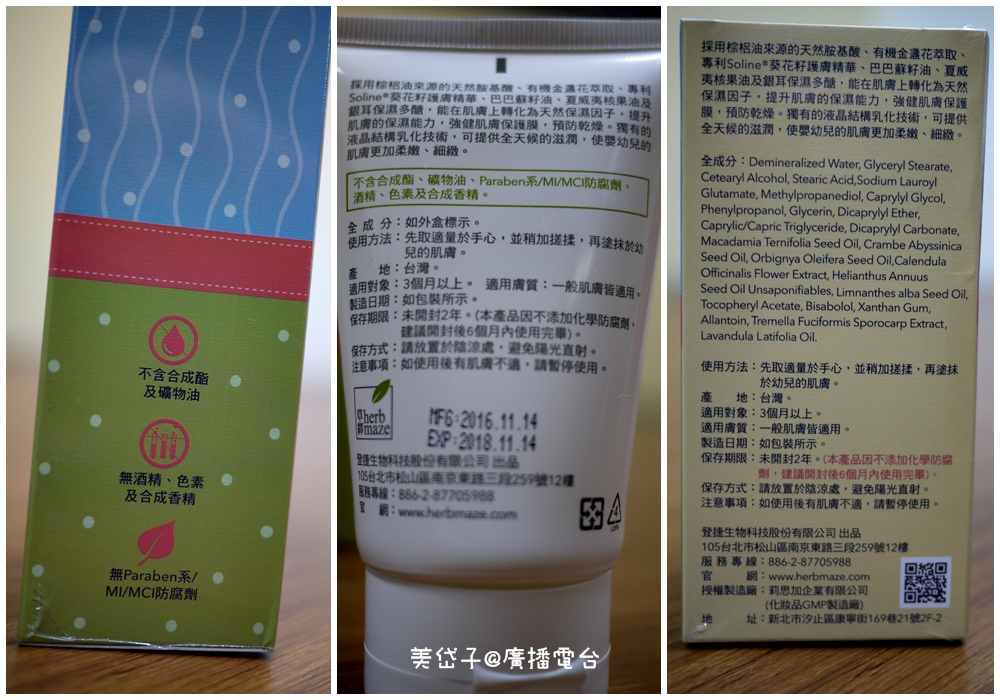 不含合成酯
及礦物油
無酒精、色素
及合成香精
無Paraben系/
MI/MCI防腐劑
採用棕梠油來源的天然胺基酸、有機金盞花萃取、專利
Soline®葵花籽護膚精華、巴巴蘇籽油、夏威夷核果油及
銀耳保濕多醣，能在肌膚上轉化為天然保濕因子，提升
肌膚的保濕能力，強健肌膚保護膜，預防乾燥。獨有的
液晶結構乳化技術，可提供全天候的滋潤，使嬰幼兒的
肌膚更加柔嫩、細緻。
不含合成酯、礦物油、Paraben系/MI/MCI防腐劑、
酒精、色素及合成香精。
全成分：如外盒標示。
使用方法：先取適量於手心，並稍加搓揉，再塗抹於幼
兒的肌膚。
產　　地：台灣。
適用對象：3個月以上。 適用膚質：一般肌膚皆適用。
製造日期：如包裝所示。
保存期限：未開封2年。(本產品因不添加化學防腐劑，
建議開封後6個月內使用完畢)。
保存方式：請放置於陰涼處，避免陽光直射。
注意事項：如使用後有肌膚不適，請暫停使用。
草herb
爵maze
MFG:2016.11.14
EXP:2018.11.14
登捷生物科技股份有限公司 出品
105台北市松山區南京東路三段259號12樓
服務專線：886-2-87705988
官　　網：www.herbmaze.com
LDPE
美岱子@廣播電台
採用棕梠油來源的天然胺基酸、有機金盞花萃取、
專利Soline®葵花籽護膚精華、巴巴蘇籽油、夏威
夷核果油及銀耳保濕多醣，能在肌膚上轉化為天然
保濕因子，提升肌膚的保濕能力，強健肌膚保護
膜，預防乾燥。獨有的液晶結構乳化技術，可提供
全天候的滋潤，使嬰幼兒的肌膚更加柔嫩、細緻。
全成分：Demineralized Water, Glyceryl Stearate,
Cetearyl Alcohol, Stearic Acid,Sodium Lauroyl
Glutamate, Methylpropanediol, Caprylyl Glycol,
Phenylpropanol, Glycerin, Dicaprylyl Ether,
Caprylic/Capric Triglyceride, Dicaprylyl Carbonate,
Macadamia Ternifolia Seed Oil, Crambe Abyssinica
Seed Oil, Orbignya Oleifera Seed Oil,Calendula
Officinalis Flower Extract, Helianthus Annuus
Seed Oil Unsaponifiables, Limnanthes alba Seed Oil,
Tocopheryl Acetate, Bisabolol, Xanthan Gum,
Allantoin, Tremella Fuciformis Sporocarp Extract,
Lavandula Latifolia Oil.
使用方法：先取適量於手心，並稍加搓揉，再塗抹
於幼兒的肌膚。
產　　地：台灣。
適用對象：3個月以上。
適用膚質：一般肌膚皆適用。
製造日期：如包裝所示。
保存期限：未開封2年。(本產品因不添加化學防腐
劑，建議開封後6個月內使用完畢)。
保存方式：請放置於陰涼處，避免陽光直射。
注意事項：如使用後有肌膚不適，請暫停使用。
登捷生物科技股份有限公司 出品
105台北市松山區南京東路三段259號12樓
服務專線：886-2-87705988
官　　網：www.herbmaze.com
授權製造廠：莉思加企業有限公司
(化妝品GMP製造廠)
地　　址：新北市汐止區康寧街169巷21號2F-2